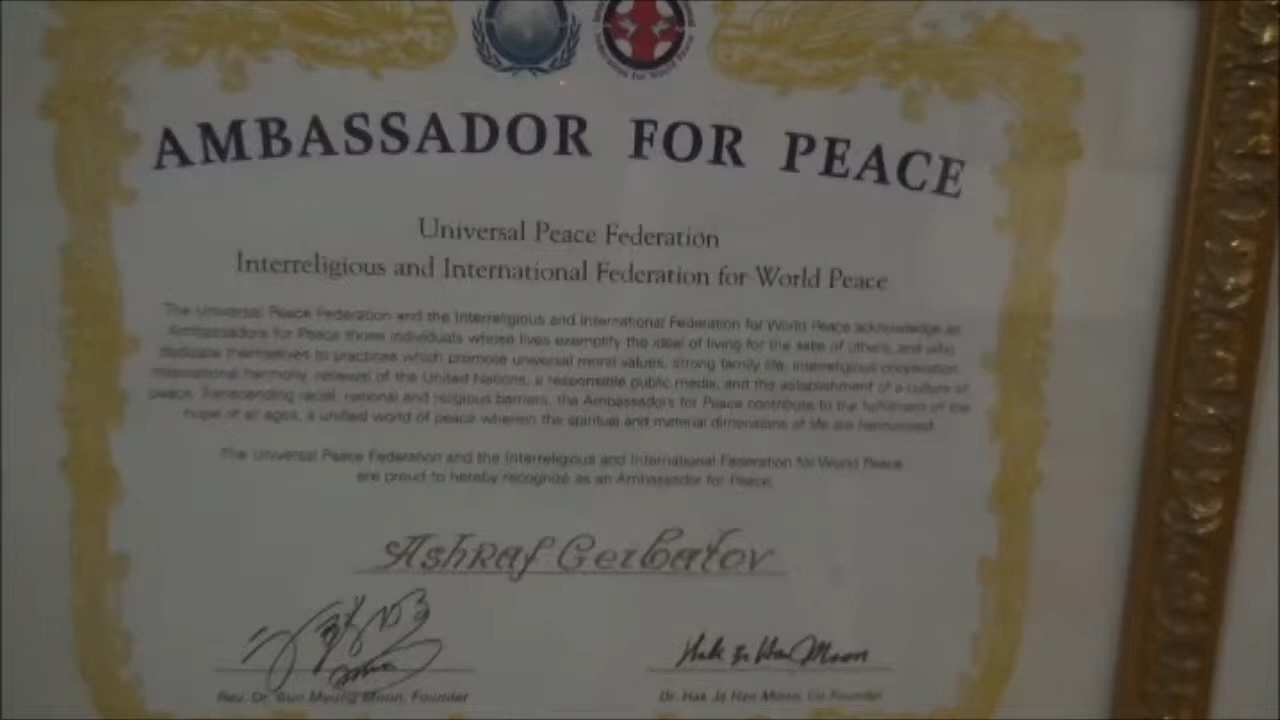 for World Peace
AMBASSADOR FOR PEACE
Universal Peace Federation
Interreligious and International Federation for World Peace
The Universal Peace Federation and the Interreligious and International Federation for World Peace acknowledge as
Ambassadors for Peace those individuals whose lives exemplify the ideal of living for the sake of others, and who
dedicate themselves to practices which promote universal moral values, strong family life, interreligious cooperation,
international harmony, renewal of the United Nations, a responsible public media, and the establishment of a culture of
peace. Transcending racial, national and religious barriers, the Ambassadors for Peace contribute to the fulfillment of the
hope of all ages, a unified world of peace wherein the spiritual and material dimensions of life are harmonized.
The Universal Peace Federation and the Interreligious and International Federation for World Peace
are proud to hereby recognize as an Ambassador for Peace,
Ashraf Gerbatov
Hak Ja Han Moon
Rev. Dr. Sun Myung Moon, Founder
Dr. Hak Ja Han Moon, Co-Founder